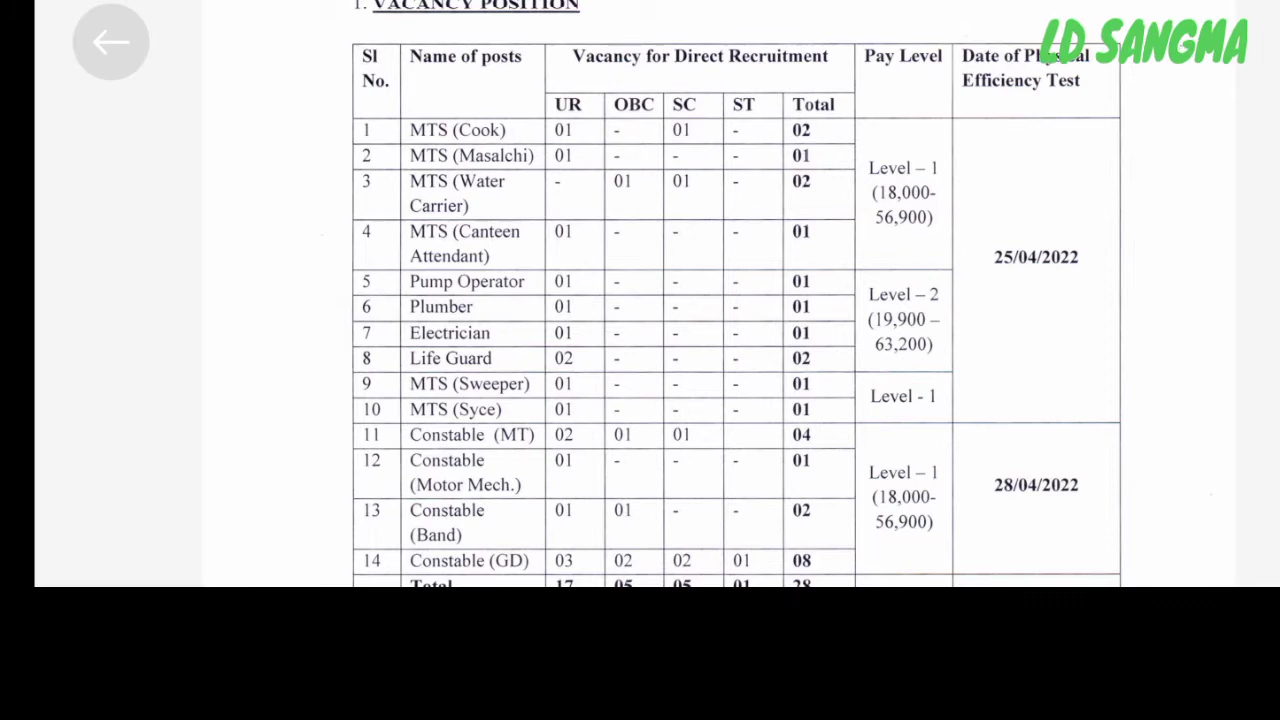 1. VACANCY POSITION
LD SANGMA
Sl No. Name of posts Vacancy for Direct Recruitment Pay Level Date of Physical Efficiency Test
UR OBC SC ST Total
1 MTS (Cook) 01 - 01 - 02
2 MTS (Masalchi) 01 - - - 01
3 MTS (Water Carrier) - 01 01 - 02
4 MTS (Canteen Attendant) 01 - - - 01
Level – 1 (18,000-56,900)
5 Pump Operator 01 - - - 01
6 Plumber 01 - - - 01
7 Electrician 01 - - - 01
8 Life Guard 02 - - - 02
Level – 2 (19,900 – 63,200)
9 MTS (Sweeper) 01 - - - 01
10 MTS (Syce) 01 - - - 01
Level - 1
25/04/2022
11 Constable (MT) 02 01 01 04
12 Constable (Motor Mech.) 01 - - - 01
13 Constable (Band) 01 01 - - 02
14 Constable (GD) 03 02 02 01 08
Level – 1 (18,000-56,900)
28/04/2022
Total 17 05 05 01 28